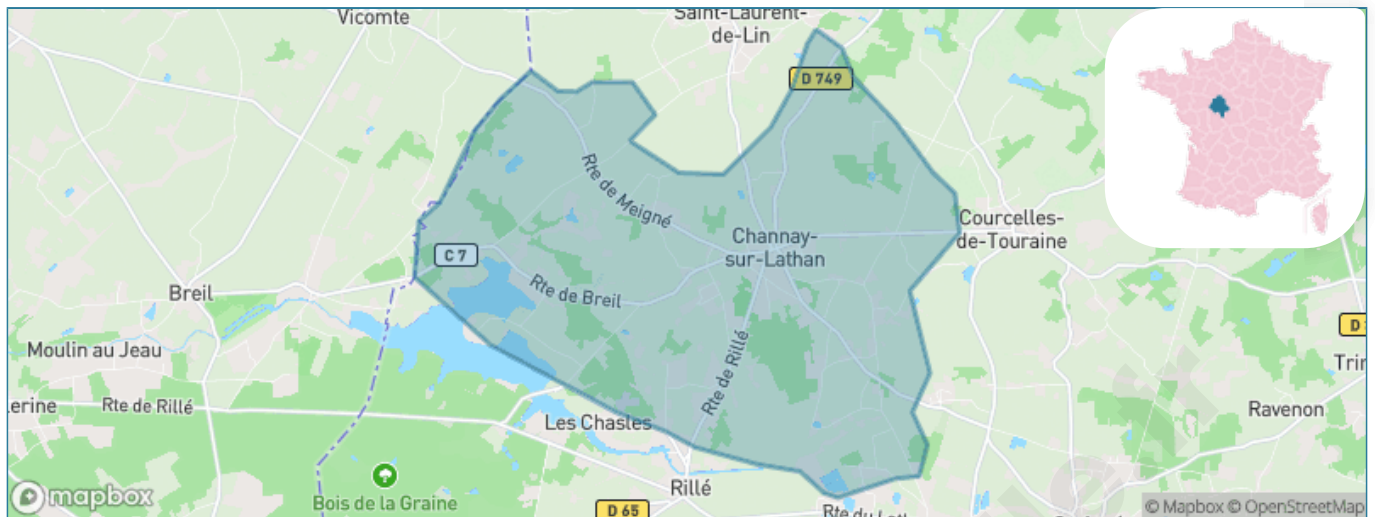 Vicomte
Saint-Laurent-
de-Lin
D 749
Rte de Meigné
Courcelles-
de-Touraine
Channay-
sur-Lathan
C 7
Breil
Rte de Breil
D
Moulin au Jeau
Rte de Rillé
lerine
Rte de Rillé
Les Chasles
Ravenon
Rillé
Bois de la Graine
D 65
mapbox
© Mapbox © OpenStreetMap